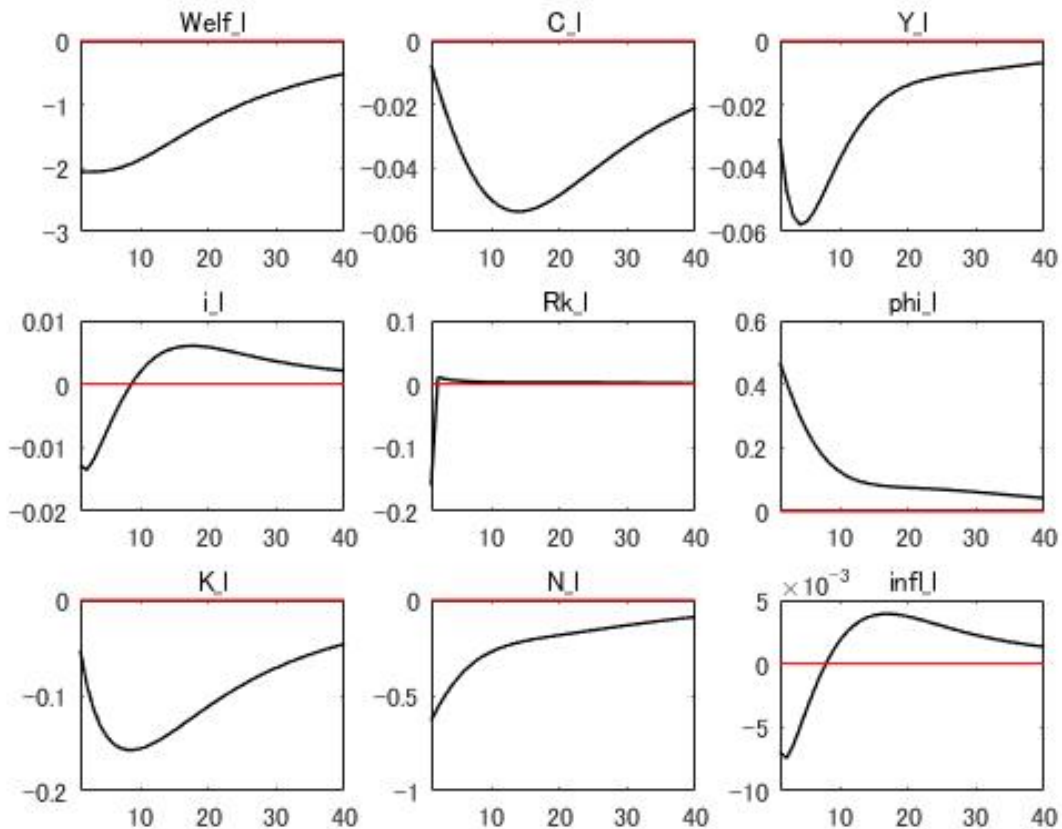 Welf_l C_l Y_l
0 0 0
-1 -0.02 -0.02
-2 -0.04 -0.04
-3 -0.06 -0.06
10 20 30 40 10 20 30 40 10 20 30 40
i_l Rk_l phi_l
0.01 0.1 0.6
0 0 0.4
-0.01 -0.1 0.2
-0.02 -0.2 0
10 20 30 40 10 20 30 40 10 20 30 40
K_l N_l infl_l
×10⁻³
0 0 5
-0.1 -0.5 0
-5
-0.2 -1 -10
10 20 30 40 10 20 30 40 10 20 30 40